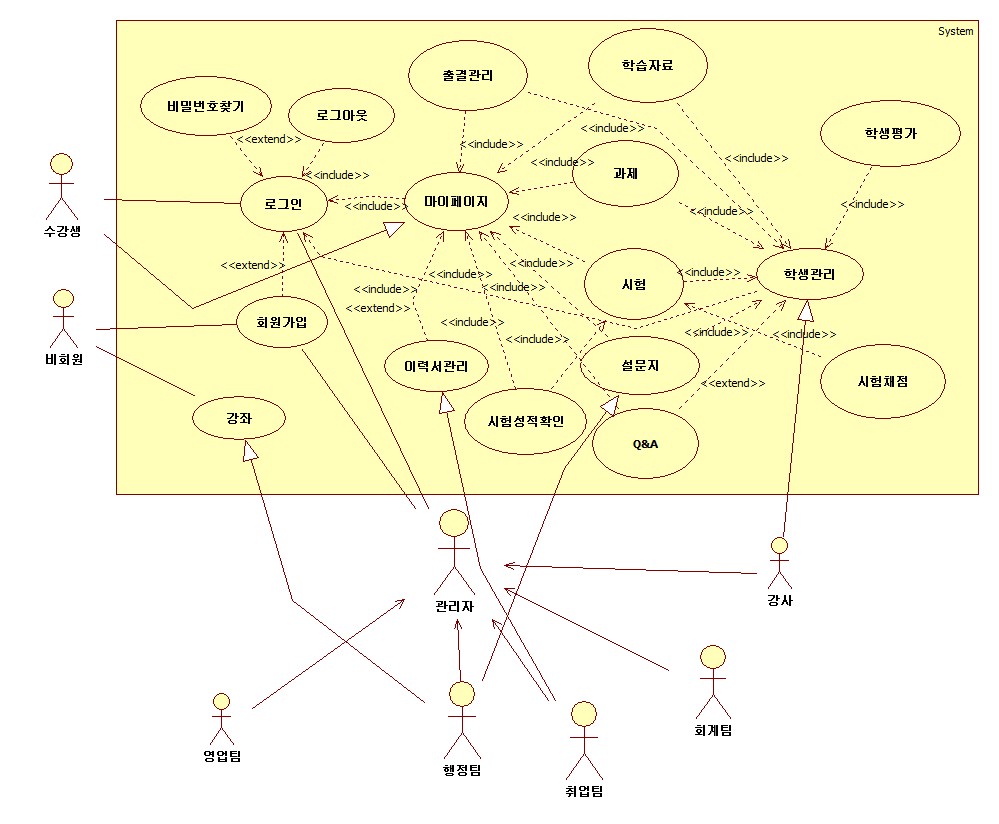 System
출결관리
학습자료
비밀번호찾기
로그아웃
학생평가
<<extend>>
<<include>>
<<include>>
<<include>>
<<include>>
<<include>>
과제
<<include>>
로그인
<<include>>
마이페이지
<<include>>
<<include>>
수강생
<<extend>>
<<include>>
<<include>>
학생관리
<<include>>
<<include>>
시험
비회원
<<extend>>
회원가입
<<include>>
<<include>>
<<include>>
<<include>>
이력서관리
설문지
<<extend>>
시험채점
강좌
시험성적확인
Q&A
관리자
강사
회계팀
영업팀
행정팀
취업팀